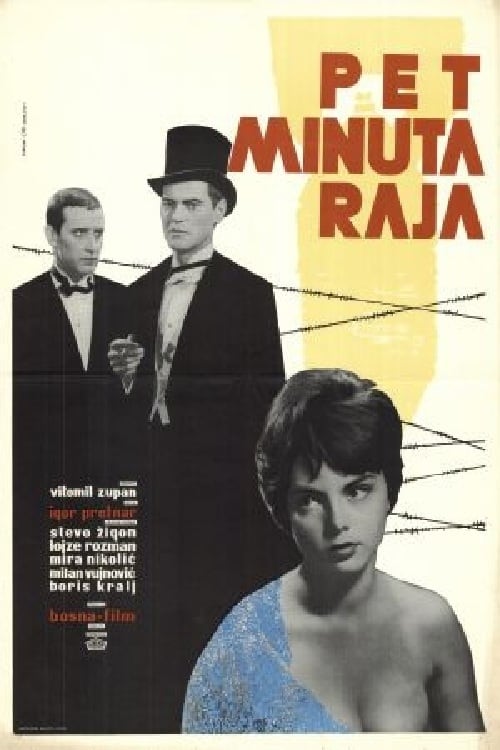 PET
MINUTA
RAJA
vitomil zupan
igor pretnar
stevo žigon
lojze rozman
mira nikolić
milan vujnović
boris kralj
bosna-film